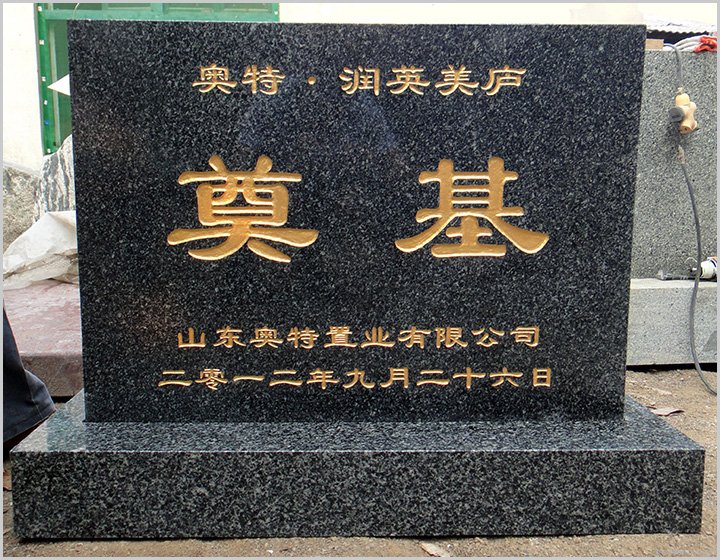 奥特·润英美庐
奠基
山东奥特置业有限公司
二零一二年九月二十六日